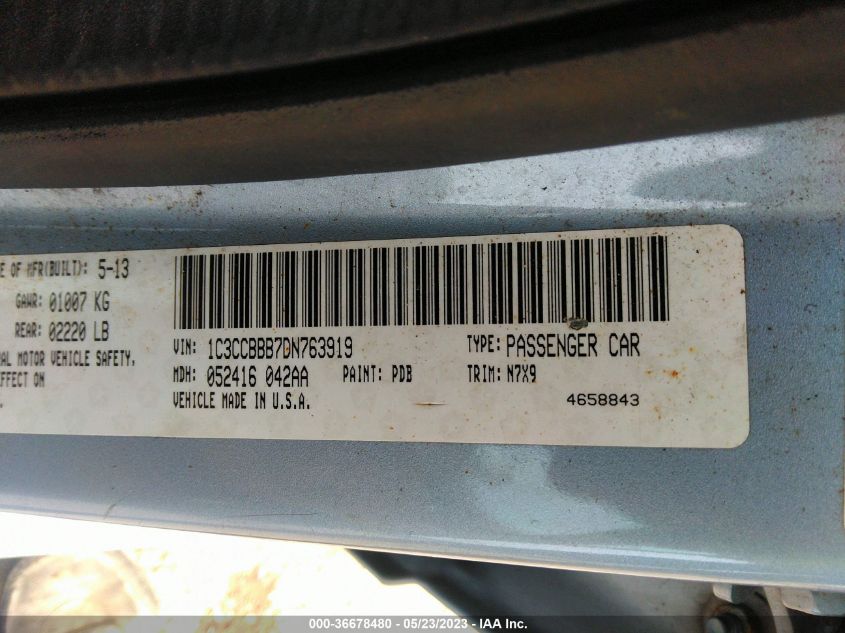 E OF MFR(BUILT): 5-13
GAWR: 01007 KG
REAR: 02220 LB
AL MOTOR VEHICLE SAFETY,
FFECT ON
VIN: 1C3CCBBB7DN763919 TYPE: PASSENGER CAR
MDH: 052416 042AA PAINT: PDB TRIM: N7X9
VEHICLE MADE IN U.S.A. 4658843
000-36678480 - 05/23/2023 - IAA Inc.